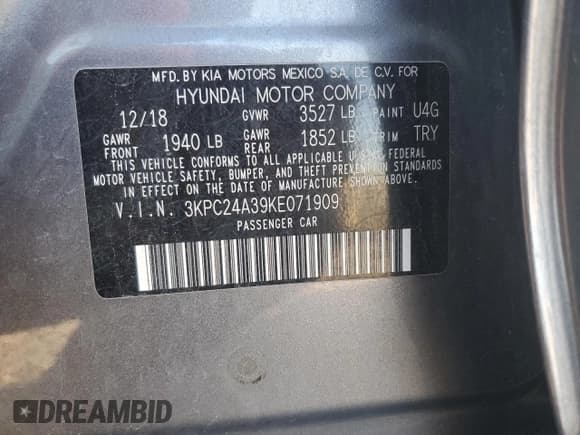 MFD. BY KIA MOTORS MEXICO S.A. DE C.V. FOR
HYUNDAI MOTOR COMPANY
12/18 GVWR 3527 LB PAINT U4G
GAWR FRONT 1940 LB GAWR REAR 1852 LB TRIM TRY
THIS VEHICLE CONFORMS TO ALL APPLICABLE U.S. FEDERAL
MOTOR VEHICLE SAFETY, BUMPER, AND THEFT PREVENTION STANDARDS
IN EFFECT ON THE DATE OF MANUFACTURE SHOWN ABOVE.
V.I.N. 3KPC24A39KE071909
PASSENGER CAR
DREAMBID